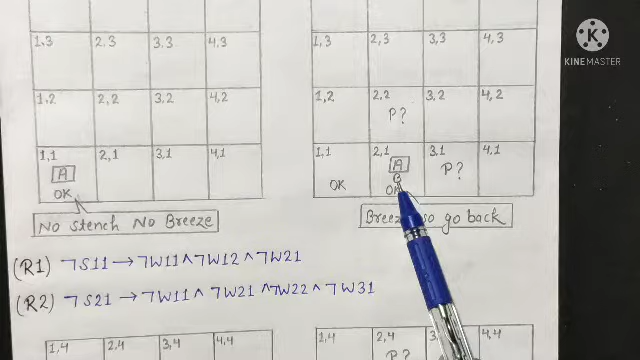 1,3 2,3 3,3 4,3
1,2 2,2 3,2 4,2
1,1 2,1 3,1 4,1
A
OK
No stench No Breeze
1,3 2,3 3,3 4,3
1,2 2,2 3,2 4,2
P?
1,1 2,1 3,1 4,1
A P?
B
OK OK
Breeze so go back
(R1) ¬S11 → ¬W11 ∧ ¬W12 ∧ ¬W21
(R2) ¬S21 → ¬W11 ∧ ¬W21 ∧ ¬W22 ∧ ¬W31
1,4 2,4 3,4 4,4
1,4 2,4 4,4
P?
K
KINEMASTER